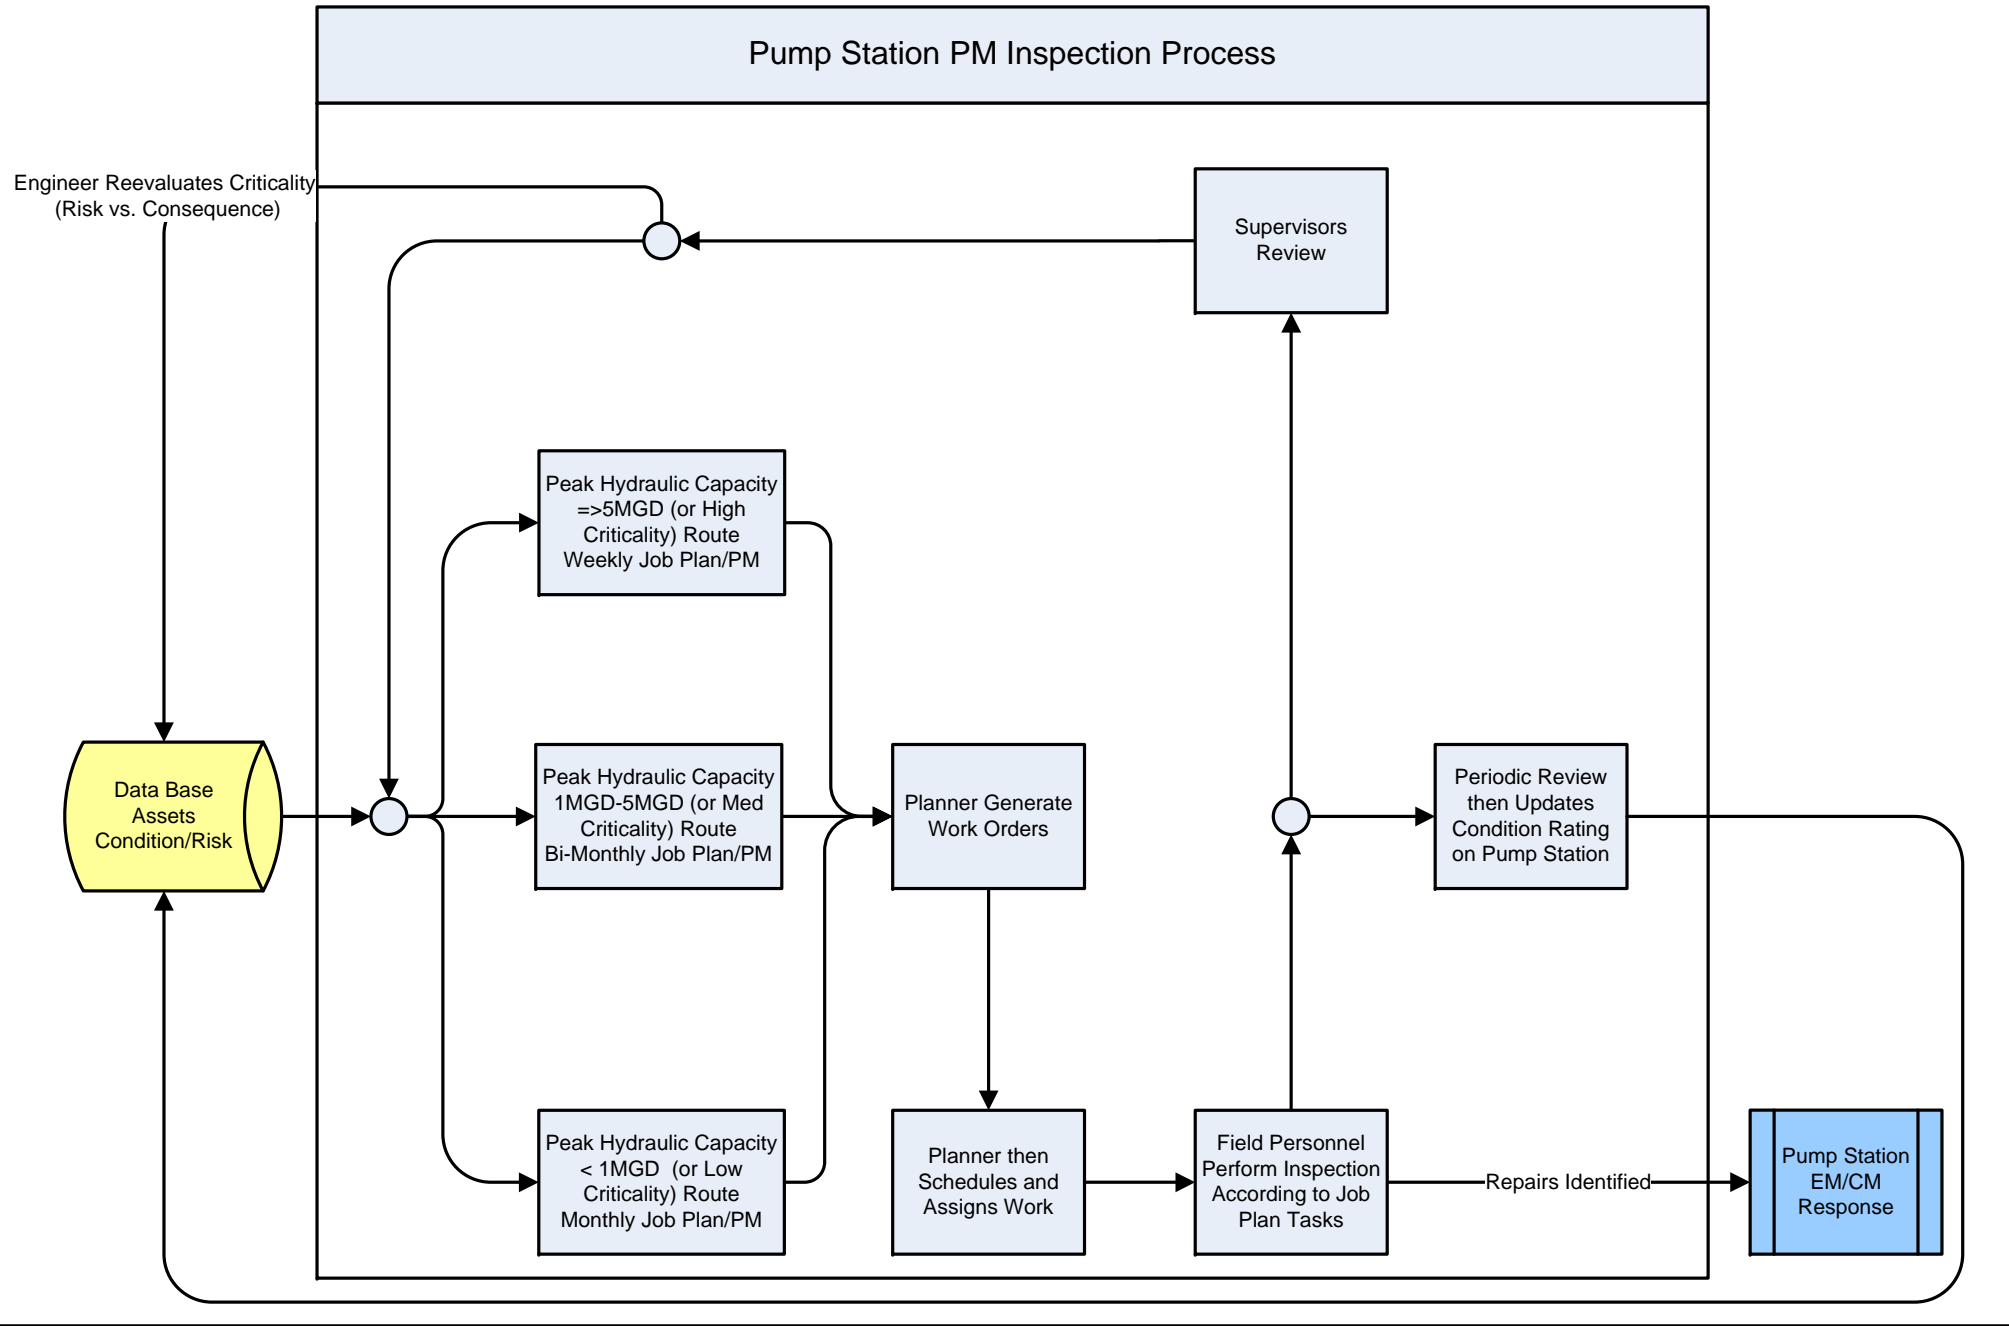 Pump Station PM Inspection Process
Engineer Reevaluates Criticality
(Risk vs. Consequence)
Supervisors
Review
Peak Hydraulic Capacity
=>5MGD (or High
Criticality) Route
Weekly Job Plan/PM
Data Base
Assets
Condition/Risk
Peak Hydraulic Capacity
1MGD-5MGD (or Med
Criticality) Route
Bi-Monthly Job Plan/PM
Planner Generate
Work Orders
Periodic Review
then Updates
Condition Rating
on Pump Station
Peak Hydraulic Capacity
< 1MGD (or Low
Criticality) Route
Monthly Job Plan/PM
Planner then
Schedules and
Assigns Work
Field Personnel
Perform Inspection
According to Job
Plan Tasks
Repairs Identified
Pump Station
EM/CM
Response